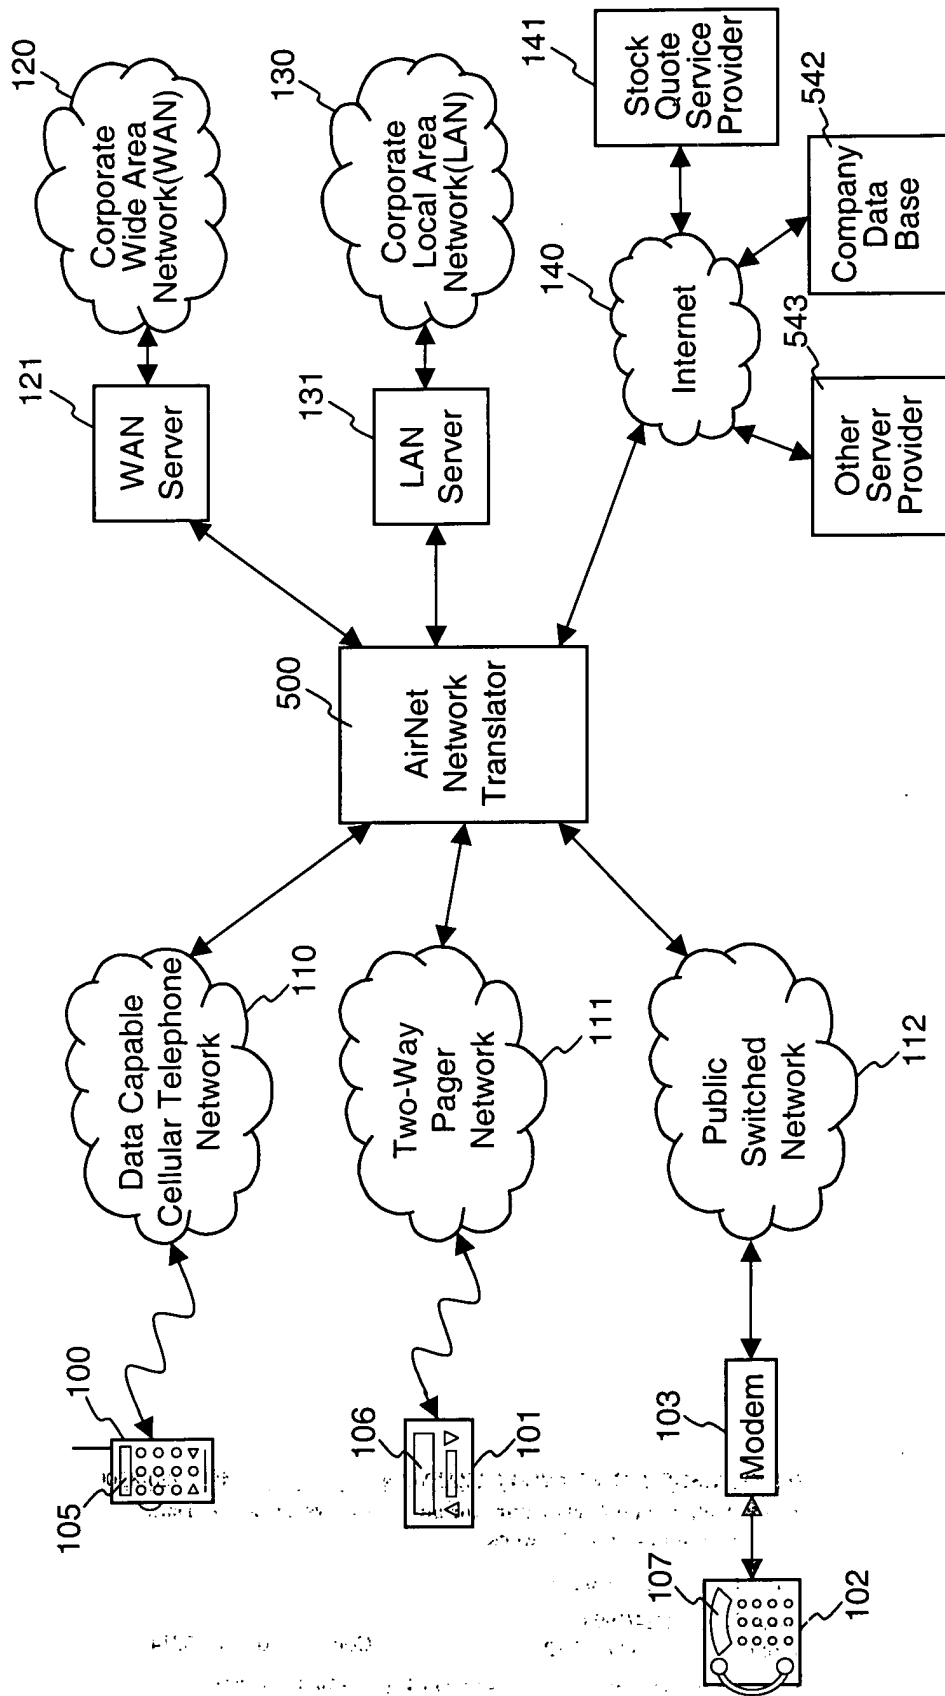 100
105
Data Capable
Cellular Telephone
Network
110
106
101
Two-Way
Pager
Network
111
107
102
103
Modem
Public
Switched
Network
112
500
AirNet
Network
Translator
121
WAN
Server
120
Corporate
Wide Area
Network(WAN)
131
LAN
Server
130
Corporate
Local Area
Network(LAN)
140
Internet
141
Stock
Quote
Service
Provider
543
Other
Server
Provider
542
Company
Data
Base